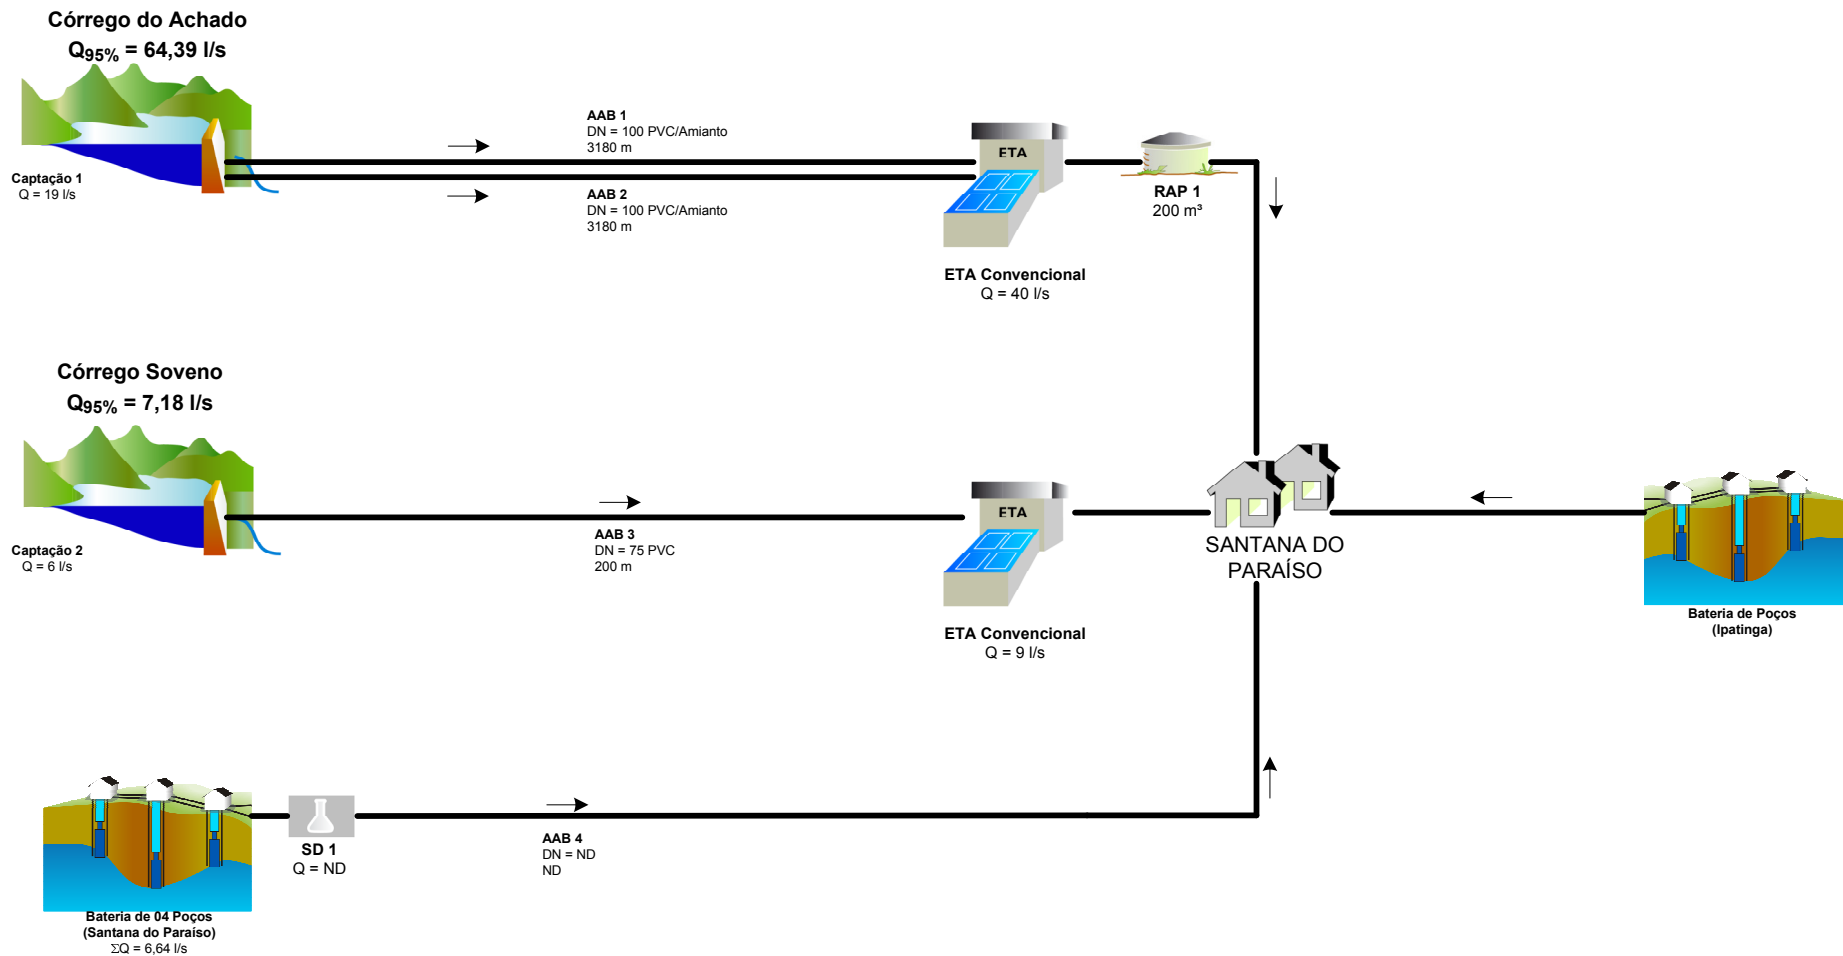 Córrego do Achado
Q95% = 64,39 l/s
Captação 1
Q = 19 l/s
AAB 1
DN = 100 PVC/Amianto
3180 m
AAB 2
DN = 100 PVC/Amianto
3180 m
ETA
ETA Convencional
Q = 40 l/s
RAP 1
200 m³
Córrego Soveno
Q95% = 7,18 l/s
Captação 2
Q = 6 l/s
AAB 3
DN = 75 PVC
200 m
ETA
ETA Convencional
Q = 9 l/s
SANTANA DO
PARAÍSO
Bateria de Poços
(Ipatinga)
SD 1
Q = ND
AAB 4
DN = ND
ND
Bateria de 04 Poços
(Santana do Paraíso)
ΣQ = 6,64 l/s